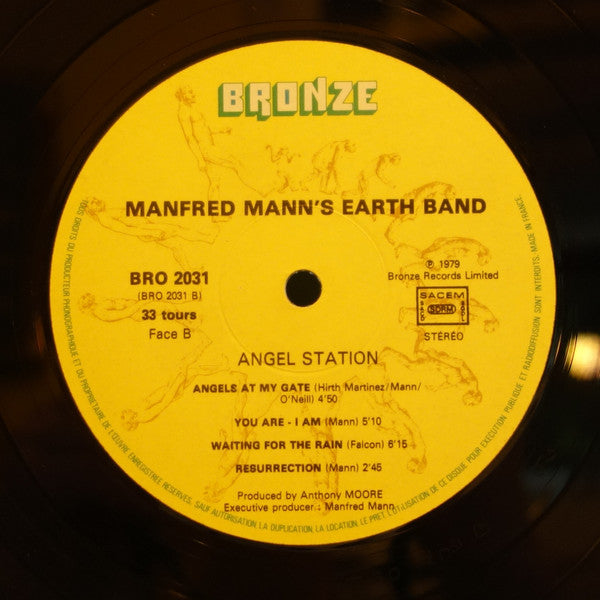 BRONZE
MANFRED MANN'S EARTH BAND
BRO 2031
(BRO 2031 B)
33 tours
Face B
℗ 1979
Bronze Records Limited
SACEM
SDRM
STÉRÉO
ANGEL STATION
ANGELS AT MY GATE (Hirth Martinez/Mann/
O'Neill) 4'50
YOU ARE - I AM (Mann) 5'10
WAITING FOR THE RAIN (Falcon) 6'15
RESURRECTION (Mann) 2'45
Produced by Anthony MOORE
Executive producer : Manfred Mann
TOUS DROITS DU PRODUCTEUR PHONOGRAPHIQUE ET DU PROPRIETAIRE DE L'ŒUVRE ENREGISTREE RESERVES. SAUF AUTORISATION, LA DUPLICATION, LA LOCATION, LE PRET, L'UTILISATION DE CE DISQUE POUR EXECUTION PUBLIQUE ET RADIODIFFUSION SONT INTERDITS. MADE IN FRANCE.